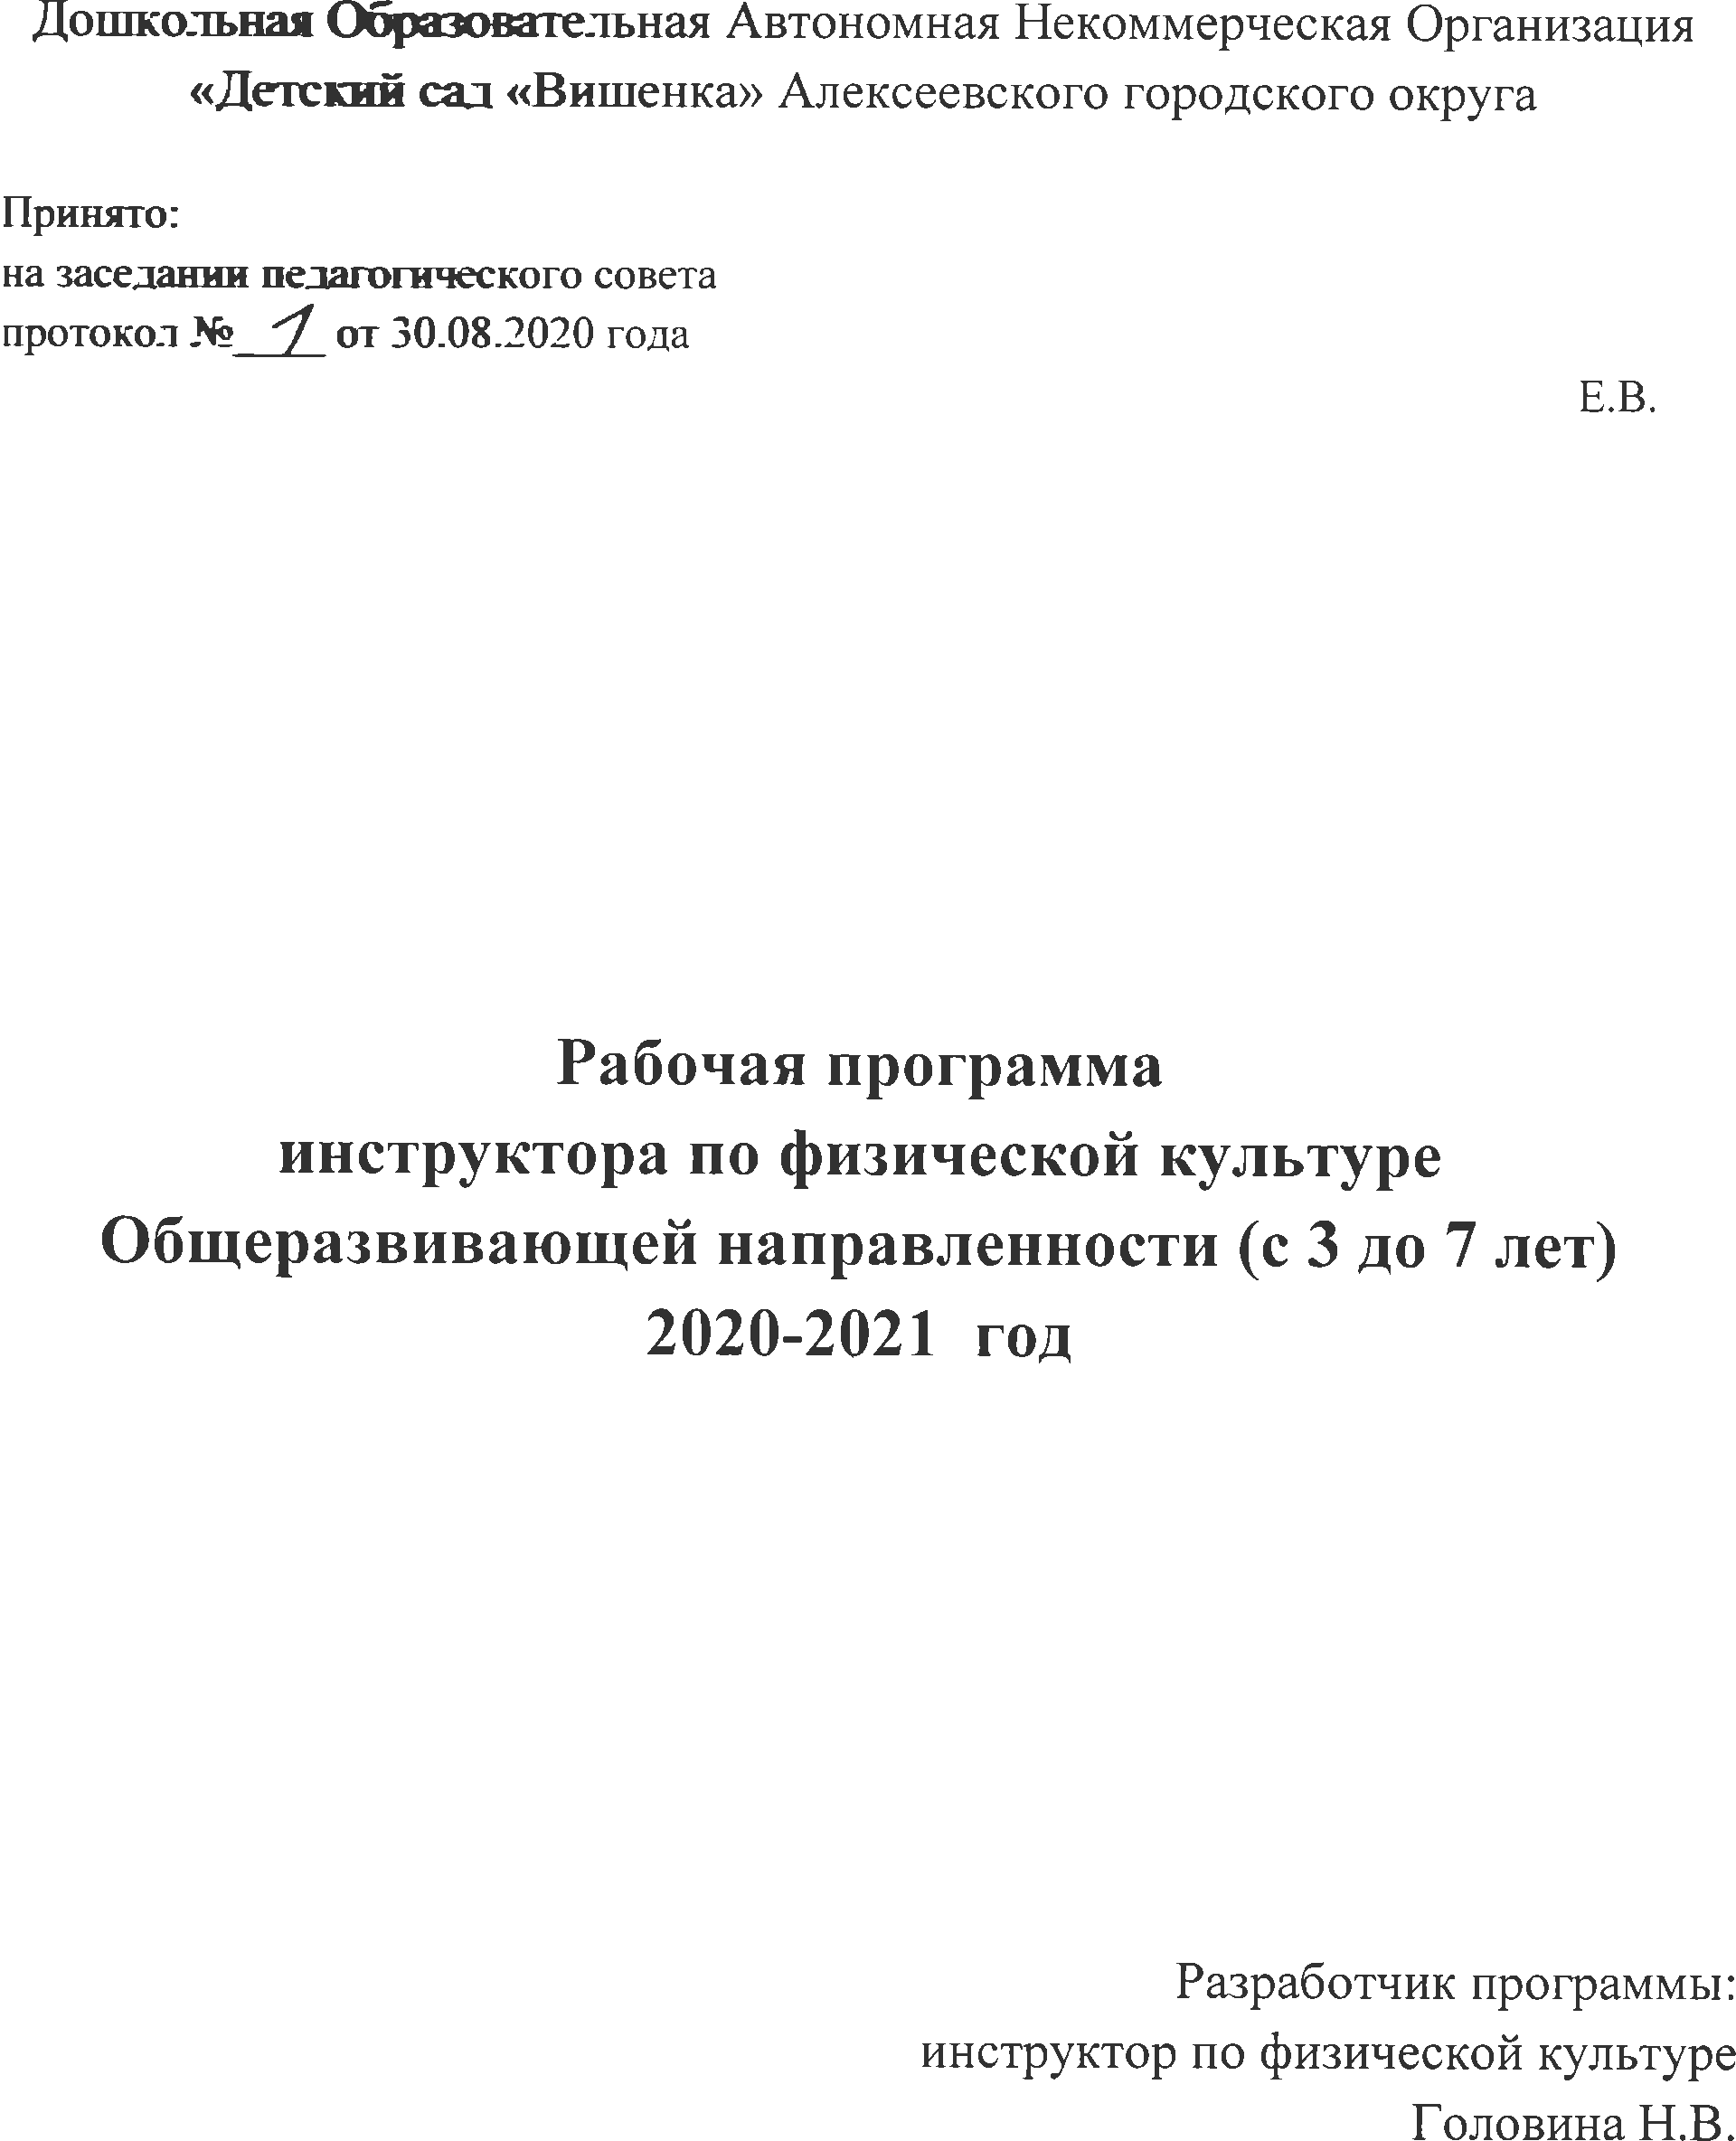 Дошкольная Образовательная Автономная Некоммерческая Организация
«Детский сад «Вишенка» Алексеевского городского округа
Принято:
на заседании педагогического совета
протокол № 1 от 30.08.2020 года
Е.В.
Рабочая программа
инструктора по физической культуре
Общеразвивающей направленности (с 3 до 7 лет)
2020-2021 год
Разработчик программы:
инструктор по физической культуре
Головина Н.В.